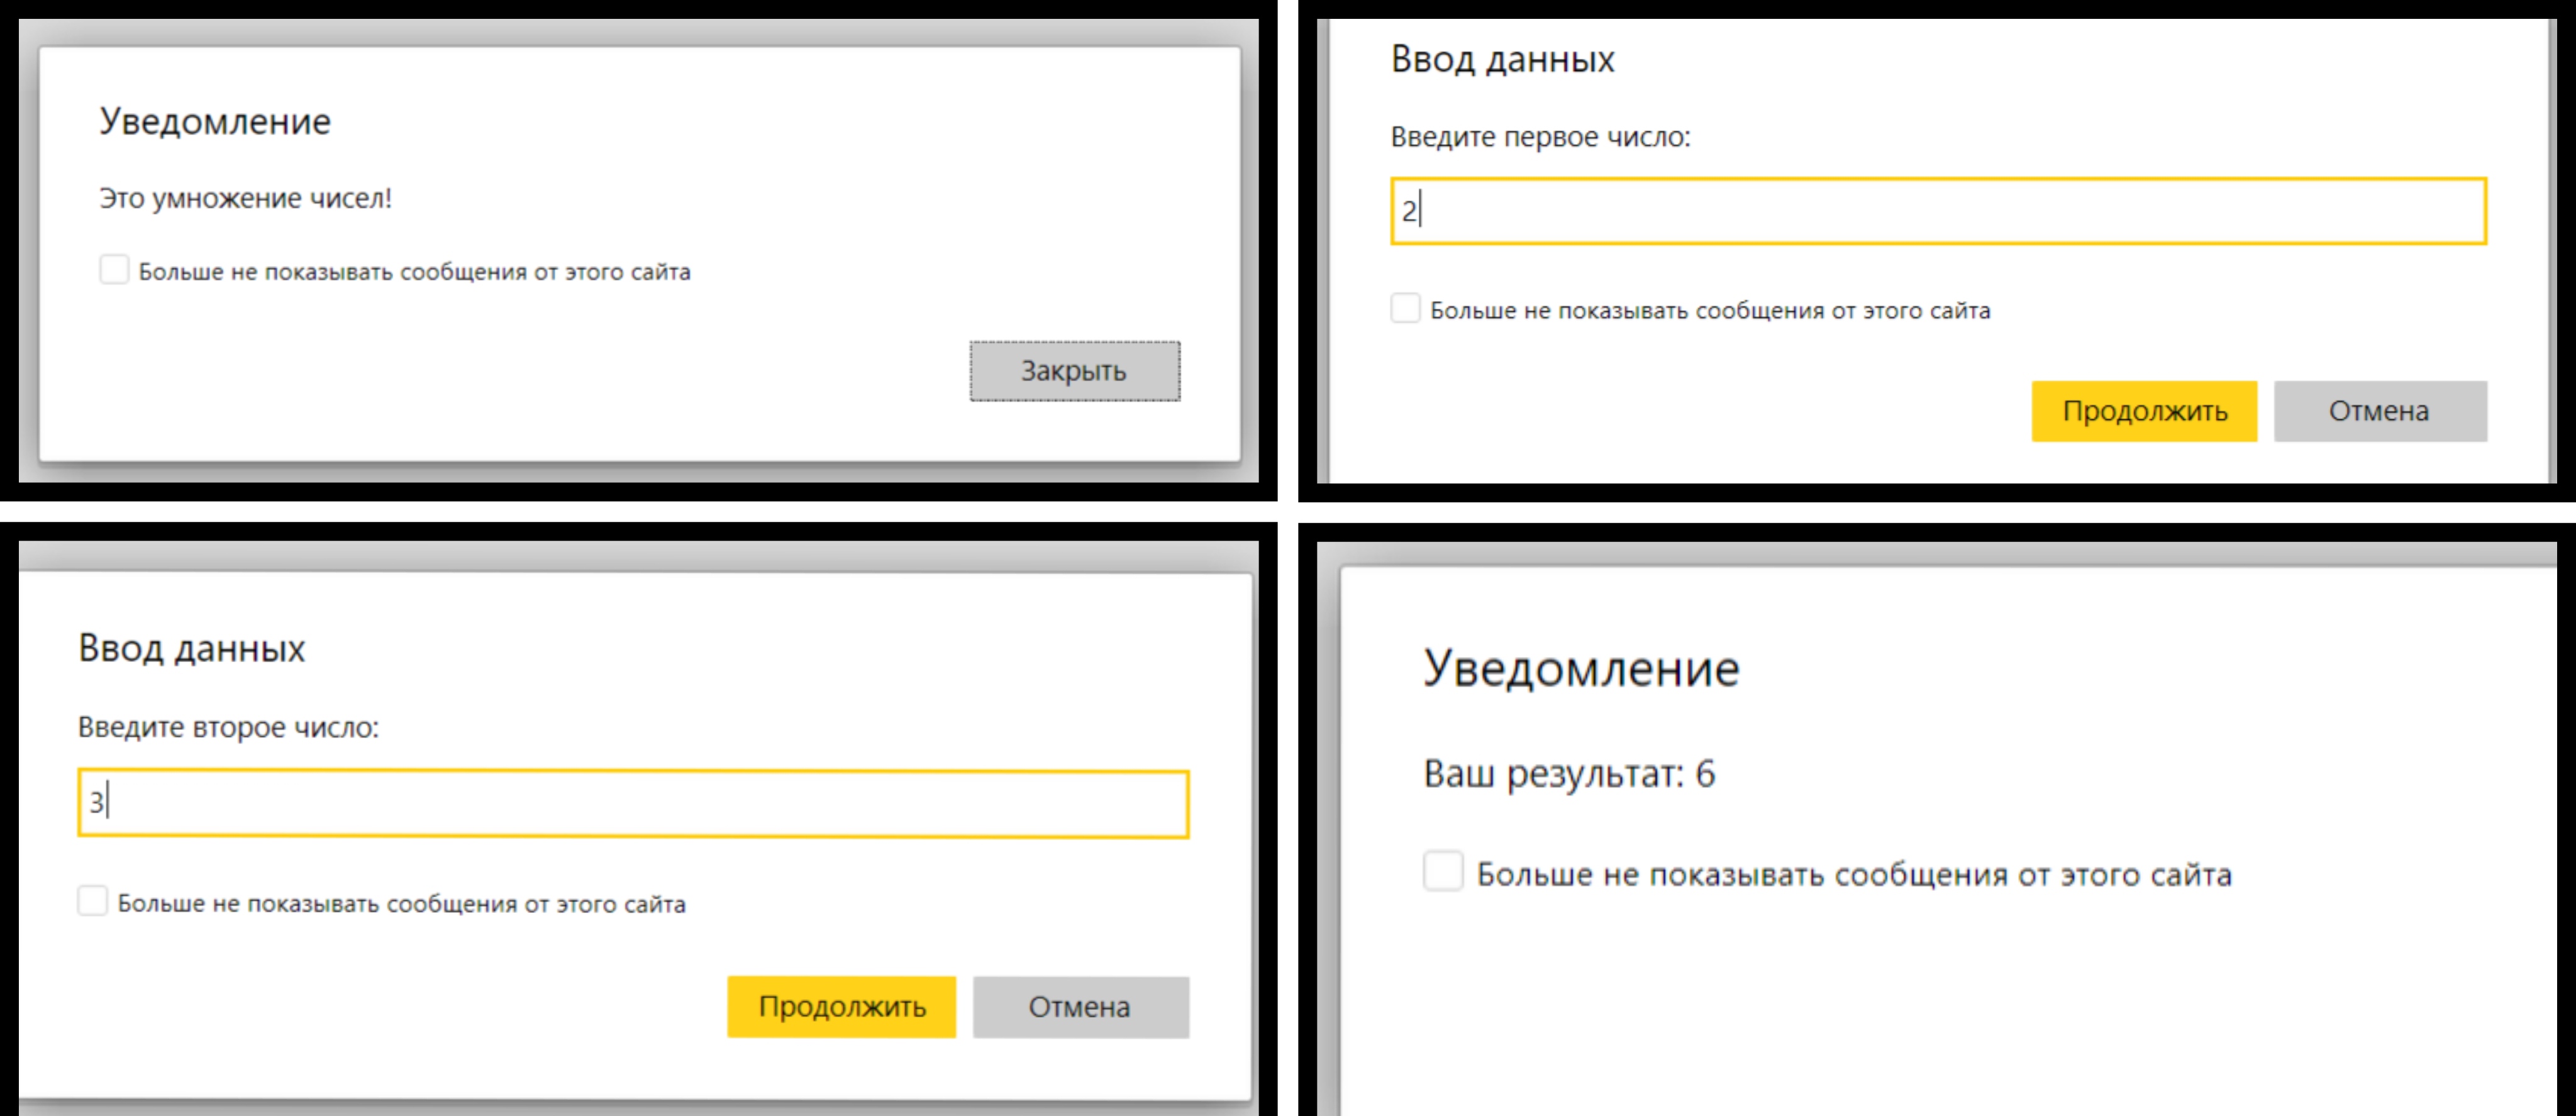 Уведомление
Это умножение чисел!
Больше не показывать сообщения от этого сайта
Закрыть
Ввод данных
Введите первое число:
2
Больше не показывать сообщения от этого сайта
Продолжить Отмена
Ввод данных
Введите второе число:
3
Больше не показывать сообщения от этого сайта
Продолжить Отмена
Уведомление
Ваш результат: 6
Больше не показывать сообщения от этого сайта